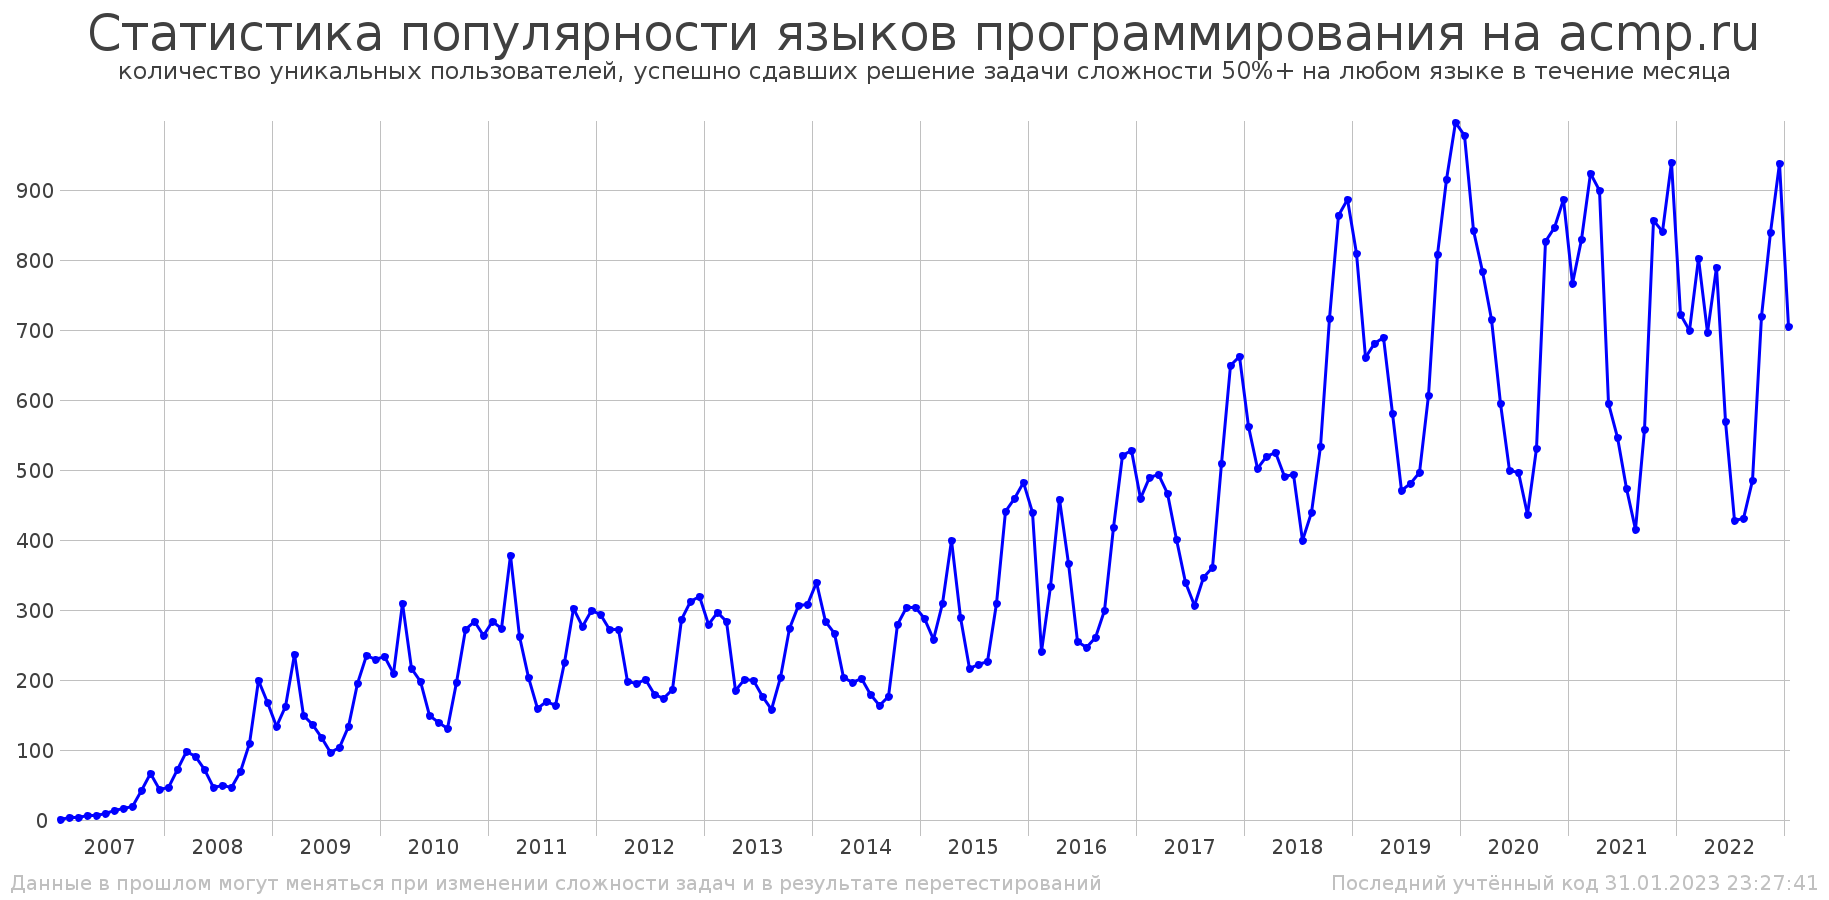 Статистика популярности языков программирования на acmp.ru
количество уникальных пользователей, успешно сдавших решение задачи сложности 50%+ на любом языке в течение месяца
900
800
700
600
500
400
300
200
100
0
2007 2008 2009 2010 2011 2012 2013 2014 2015 2016 2017 2018 2019 2020 2021 2022
Данные в прошлом могут меняться при изменении сложности задач и в результате перетестирований
Последний учтённый код 31.01.2023 23:27:41